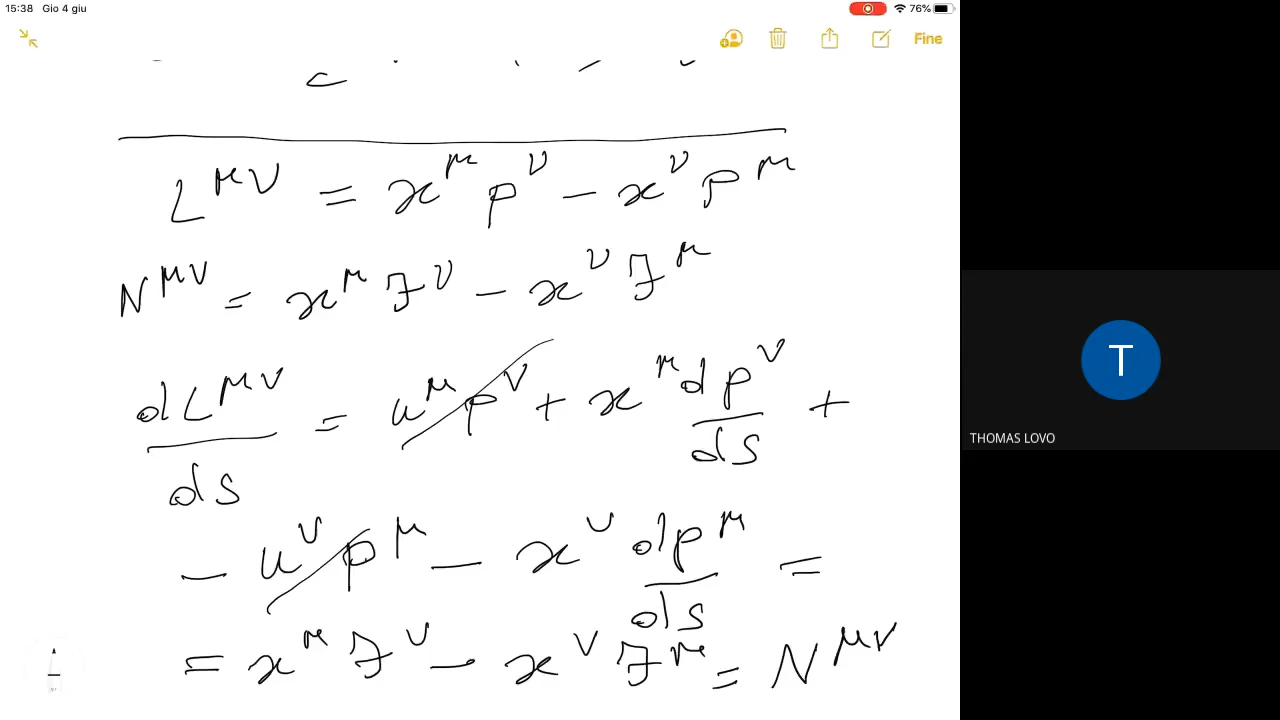 15:38 Gio 4 giu 76%
Fine
L^{μν} = x^μ p^ν − x^ν p^μ
N^{μν} = x^μ F^ν − x^ν F^μ
dL^{μν}/ds = u^μ p^ν + x^μ dp^ν/ds +
− u^ν p^μ − x^ν dp^μ/ds =
= x^μ F^ν − x^ν F^μ = N^{μν}
T
THOMAS LOVO